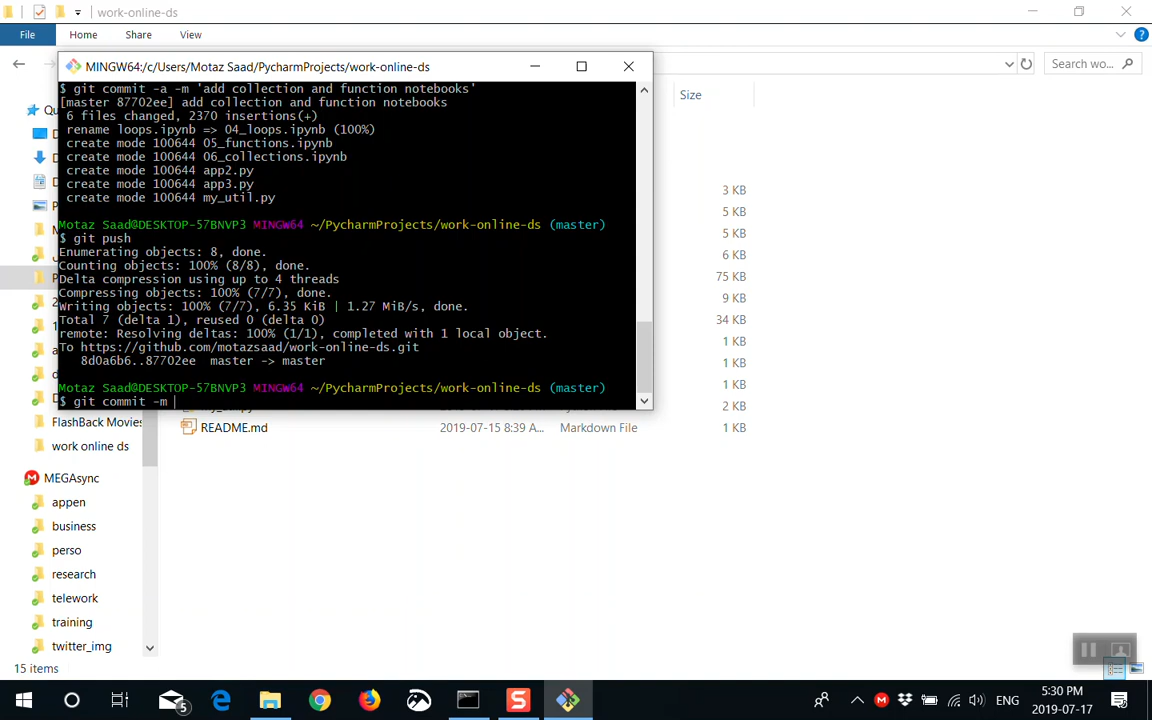 work-online-ds
File
Home
Share
View
Search wo...
MINGW64:/c/Users/Motaz Saad/PycharmProjects/work-online-ds
Size
$ git commit -a -m 'add collection and function notebooks'
[master 87702ee] add collection and function notebooks
6 files changed, 2370 insertions(+)
rename loops.ipynb => 04_loops.ipynb (100%)
create mode 100644 05_functions.ipynb
create mode 100644 06_collections.ipynb
create mode 100644 app2.py
create mode 100644 app3.py
create mode 100644 my_util.py
Motaz Saad@DESKTOP-57BNVP3 MINGW64 ~/PycharmProjects/work-online-ds (master)
$ git push
Enumerating objects: 8, done.
Counting objects: 100% (8/8), done.
Delta compression using up to 4 threads
Compressing objects: 100% (7/7), done.
Writing objects: 100% (7/7), 6.35 KiB | 1.27 MiB/s, done.
Total 7 (delta 1), reused 0 (delta 0)
remote: Resolving deltas: 100% (1/1), completed with 1 local object.
To https://github.com/motazsaad/work-online-ds.git
8d0a6b6..87702ee master -> master
Motaz Saad@DESKTOP-57BNVP3 MINGW64 ~/PycharmProjects/work-online-ds (master)
$ git commit -m
3 KB
5 KB
5 KB
6 KB
75 KB
9 KB
34 KB
1 KB
1 KB
1 KB
2 KB
README.md 2019-07-15 8:39 A... Markdown File 1 KB
FlashBack Movies
work online ds
MEGAsync
appen
business
perso
research
telework
training
twitter_img
15 items
5
ENG
5:30 PM
2019-07-17